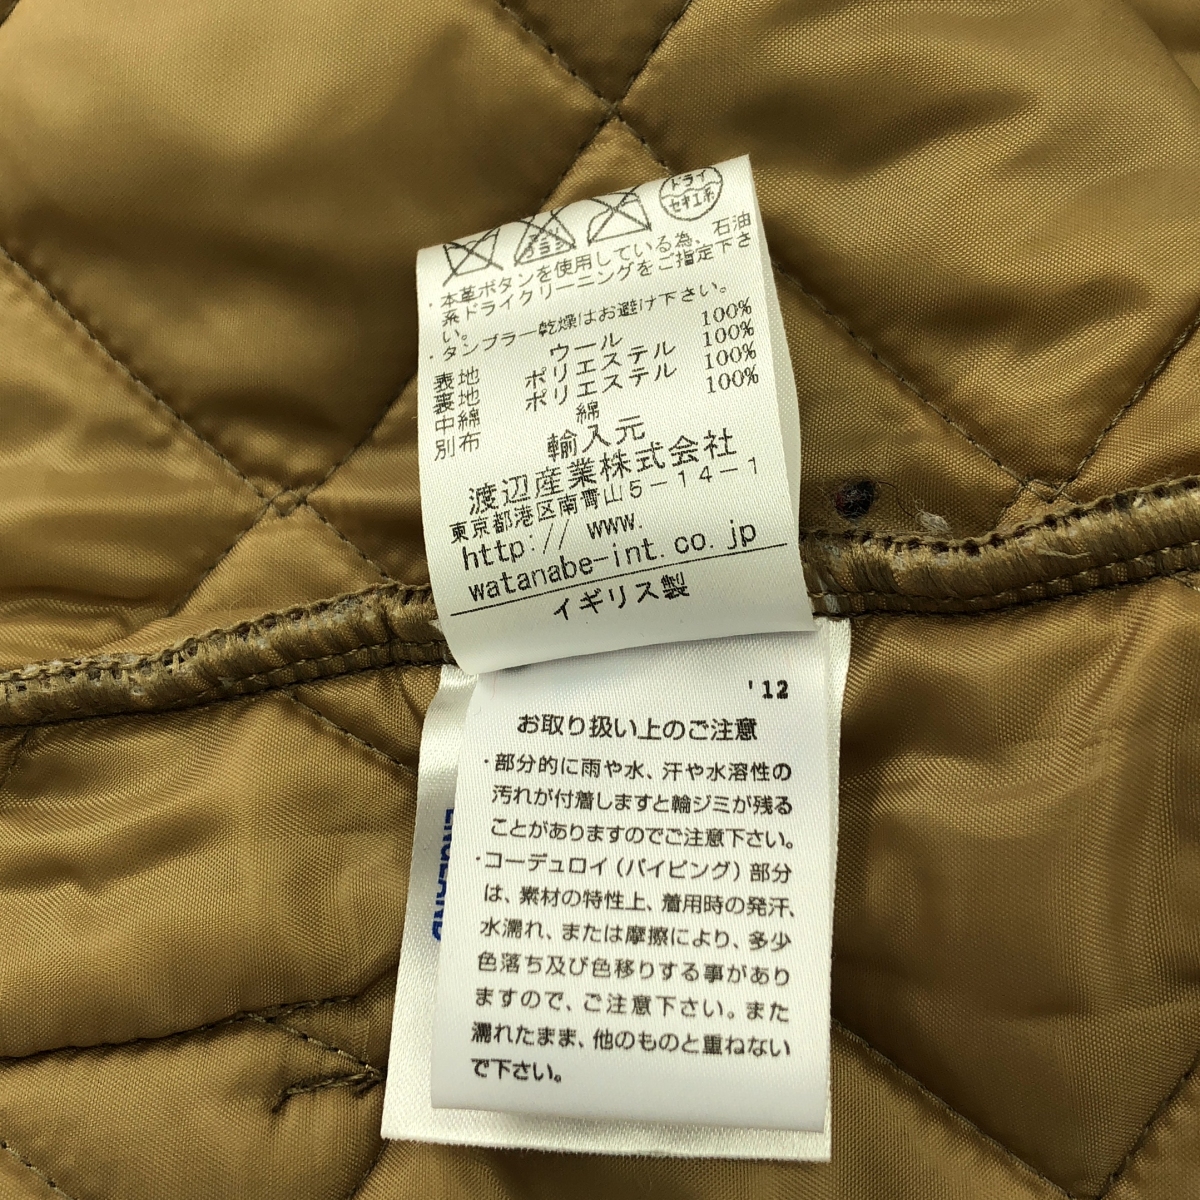 ドライ
セキユ系
・本革ボタンを使用している為、石油
系ドライクリーニングをご指定下さ
い。
・タンブラー乾燥はお避け下さい。
表地 ウール 100%
裏地 ポリエステル 100%
中綿 ポリエステル 100%
別布 綿 100%
輸入元
渡辺産業株式会社
東京都港区南青山5-14-1
http:// www.
watanabe-int.co.jp
イギリス製
'12
お取り扱い上のご注意
・部分的に雨や水、汗や水溶性の
汚れが付着しますと輪ジミが残る
ことがありますのでご注意下さい。
・コーデュロイ(パイピング)部分
は、素材の特性上、着用時の発汗、
水濡れ、または摩擦により、多少
色落ち及び色移りする事があり
ますので、ご注意下さい。また
濡れたまま、他のものと重ねない
で下さい。
ENGLAND